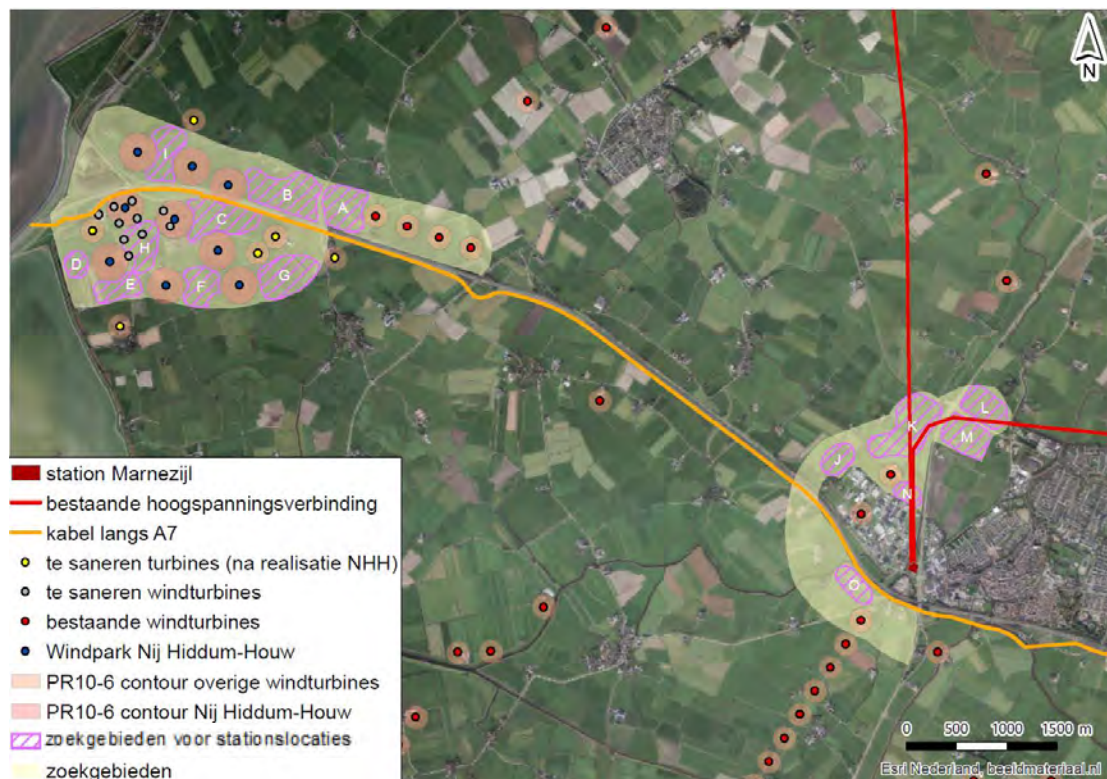 N
I
B
A
C
H
D
E
F
G
L
K
M
J
N
O
station Marnezijl
bestaande hoogspanningsverbinding
kabel langs A7
te saneren turbines (na realisatie NHH)
te saneren windturbines
bestaande windturbines
Windpark Nij Hiddum-Houw
PR10-6 contour overige windturbines
PR10-6 contour Nij Hiddum-Houw
zoekgebieden voor stationslocaties
zoekgebieden
0 500 1000 1500 m
Esri Nederland, beeldmateriaal.nl